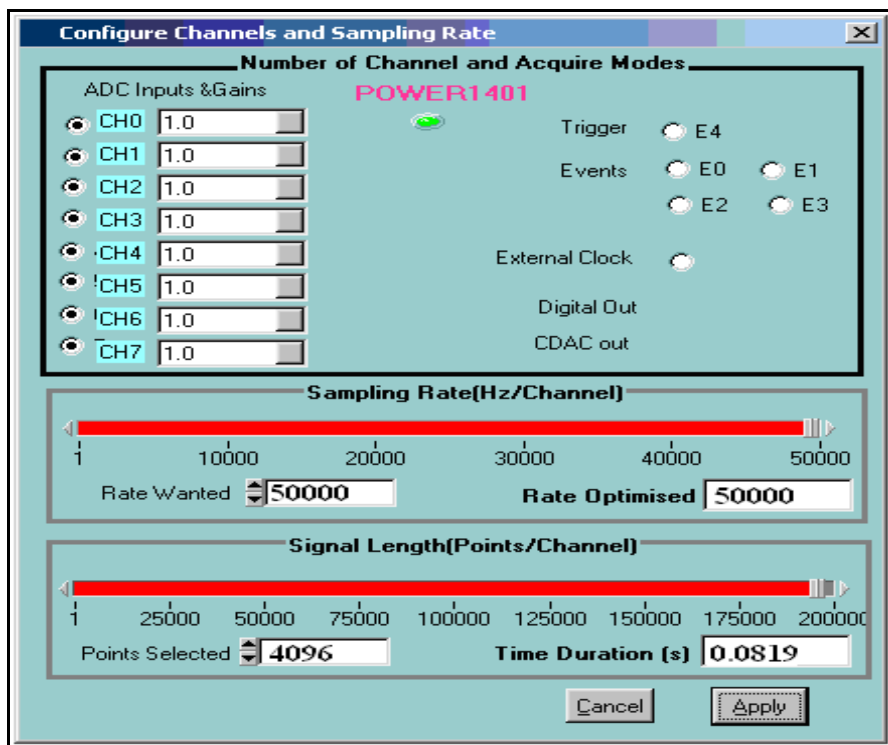 Configure Channels and Sampling Rate
Number of Channel and Acquire Modes
ADC Inputs &Gains
POWER1401
CH0 1.0
CH1 1.0
CH2 1.0
CH3 1.0
CH4 1.0
CH5 1.0
CH6 1.0
CH7 1.0
Trigger E4
Events E0 E1
E2 E3
External Clock
Digital Out
CDAC out
Sampling Rate(Hz/Channel)
1 10000 20000 30000 40000 50000
Rate Wanted 50000 Rate Optimised 50000
Signal Length(Points/Channel)
1 25000 50000 75000 100000 125000 150000 175000 200000
Points Selected 4096 Time Duration (s) 0.0819
Cancel Apply